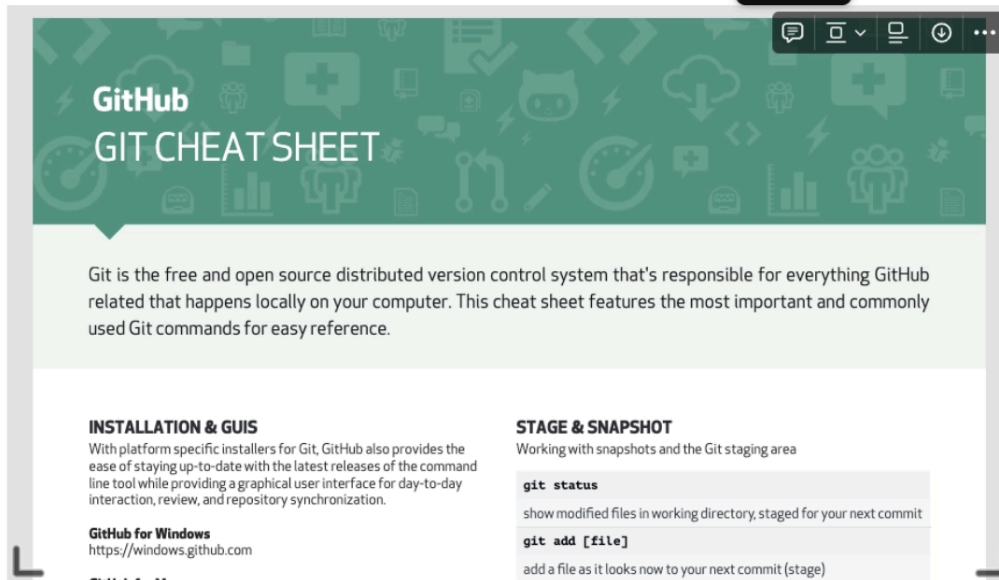 GitHub
GIT CHEAT SHEET
Git is the free and open source distributed version control system that's responsible for everything GitHub
related that happens locally on your computer. This cheat sheet features the most important and commonly
used Git commands for easy reference.
INSTALLATION & GUIS
With platform specific installers for Git, GitHub also provides the
ease of staying up-to-date with the latest releases of the command
line tool while providing a graphical user interface for day-to-day
interaction, review, and repository synchronization.
GitHub for Windows
https://windows.github.com
STAGE & SNAPSHOT
Working with snapshots and the Git staging area
git status
show modified files in working directory, staged for your next commit
git add [file]
add a file as it looks now to your next commit (stage)